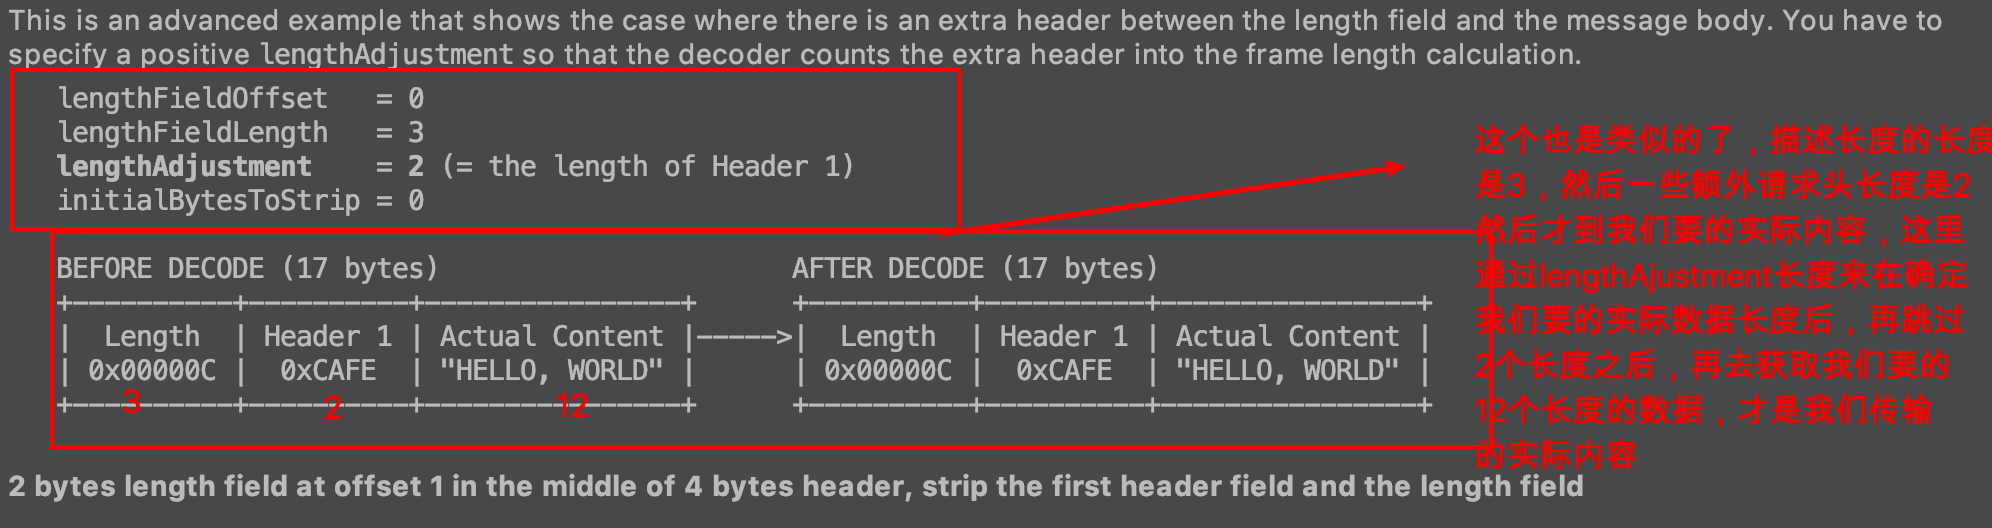 This is an advanced example that shows the case where there is an extra header between the length field and the message body. You have to
specify a positive lengthAdjustment so that the decoder counts the extra header into the frame length calculation.
lengthFieldOffset   = 0
lengthFieldLength   = 3
lengthAdjustment    = 2 (= the length of Header 1)
initialBytesToStrip = 0
这个也是类似的了，描述长度的长度
是3，然后一些额外请求头长度是2
然后才到我们要的实际内容，这里
通过lengthAjustment长度来在确定
我们要的实际数据长度后，再跳过
2个长度之后，再去获取我们要的
12个长度的数据，才是我们传输
的实际内容
BEFORE DECODE (17 bytes)                      AFTER DECODE (17 bytes)
+----------+----------+----------------+      +----------+----------+----------------+
|  Length  | Header 1 | Actual Content |----->|  Length  | Header 1 | Actual Content |
| 0x00000C |  0xCAFE  | "HELLO, WORLD" |      | 0x00000C |  0xCAFE  | "HELLO, WORLD" |
+----------+----------+----------------+      +----------+----------+----------------+
3 2 12
2 bytes length field at offset 1 in the middle of 4 bytes header, strip the first header field and the length field